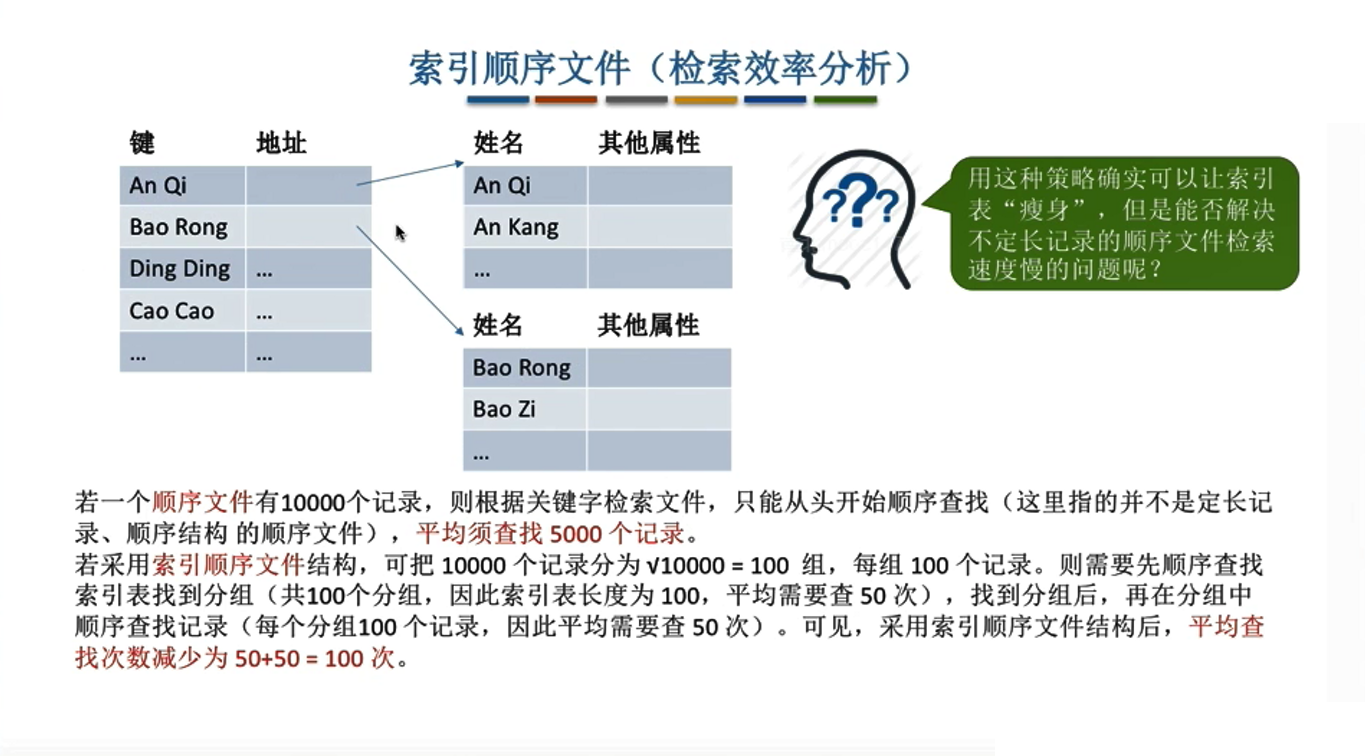 索引顺序文件（检索效率分析）
键 地址
An Qi
Bao Rong
Ding Ding ...
Cao Cao ...
... ...
姓名 其他属性
An Qi
An Kang
...
姓名 其他属性
Bao Rong
Bao Zi
...
???
用这种策略确实可以让索引
表“瘦身”，但是能否解决
不定长记录的顺序文件检索
速度慢的问题呢？
若一个顺序文件有10000个记录，则根据关键字检索文件，只能从头开始顺序查找（这里指的并不是定长记
录、顺序结构 的顺序文件），平均须查找 5000 个记录。
若采用索引顺序文件结构，可把 10000 个记录分为 √10000 = 100 组，每组 100 个记录。则需要先顺序查找
索引表找到分组（共100个分组，因此索引表长度为 100，平均需要查 50 次），找到分组后，再在分组中
顺序查找记录（每个分组100 个记录，因此平均需要查 50 次）。可见，采用索引顺序文件结构后，平均查
找次数减少为 50+50 = 100 次。